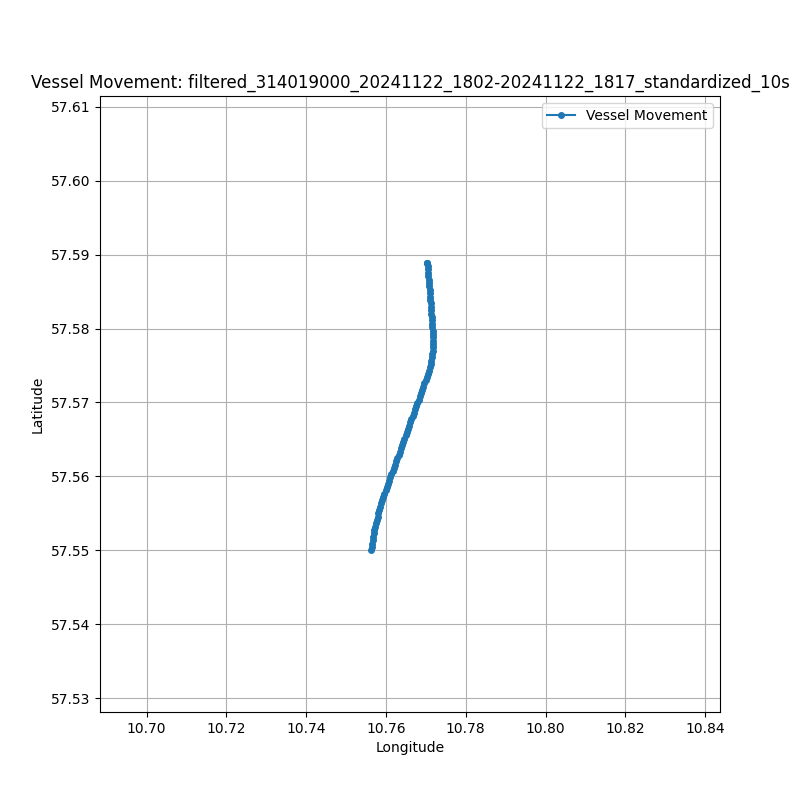 Vessel Movement: filtered_314019000_20241122_1802-20241122_1817_standardized_10s
Vessel Movement
57.61
57.60
57.59
57.58
57.57
57.56
57.55
57.54
57.53
Latitude
10.70 10.72 10.74 10.76 10.78 10.80 10.82 10.84
Longitude